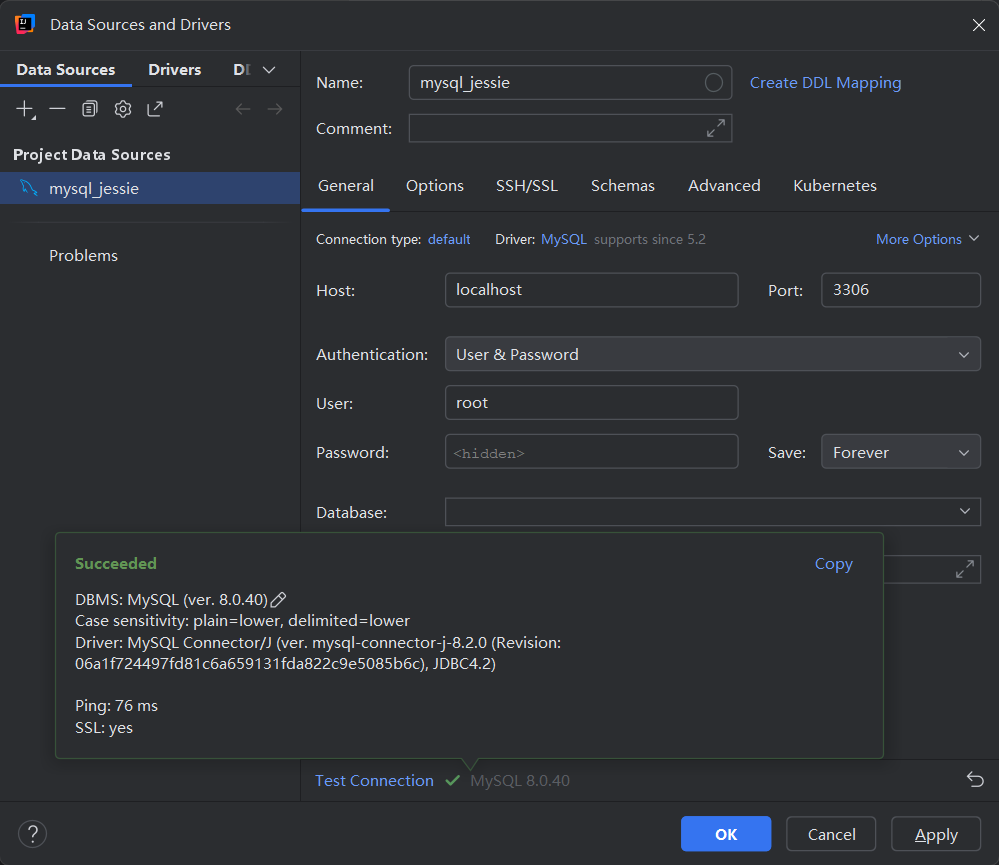 Data Sources and Drivers
Data Sources Drivers
Project Data Sources
mysql_jessie
Problems
Name: mysql_jessie Create DDL Mapping
Comment:
General Options SSH/SSL Schemas Advanced Kubernetes
Connection type: default Driver: MySQL supports since 5.2 More Options
Host: localhost Port: 3306
Authentication: User & Password
User: root
Password: <hidden> Save: Forever
Database:
Succeeded Copy
DBMS: MySQL (ver. 8.0.40)
Case sensitivity: plain=lower, delimited=lower
Driver: MySQL Connector/J (ver. mysql-connector-j-8.2.0 (Revision:
06a1f724497fd81c6a659131fda822c9e5085b6c), JDBC4.2)
Ping: 76 ms
SSL: yes
Test Connection MySQL 8.0.40
? OK Cancel Apply